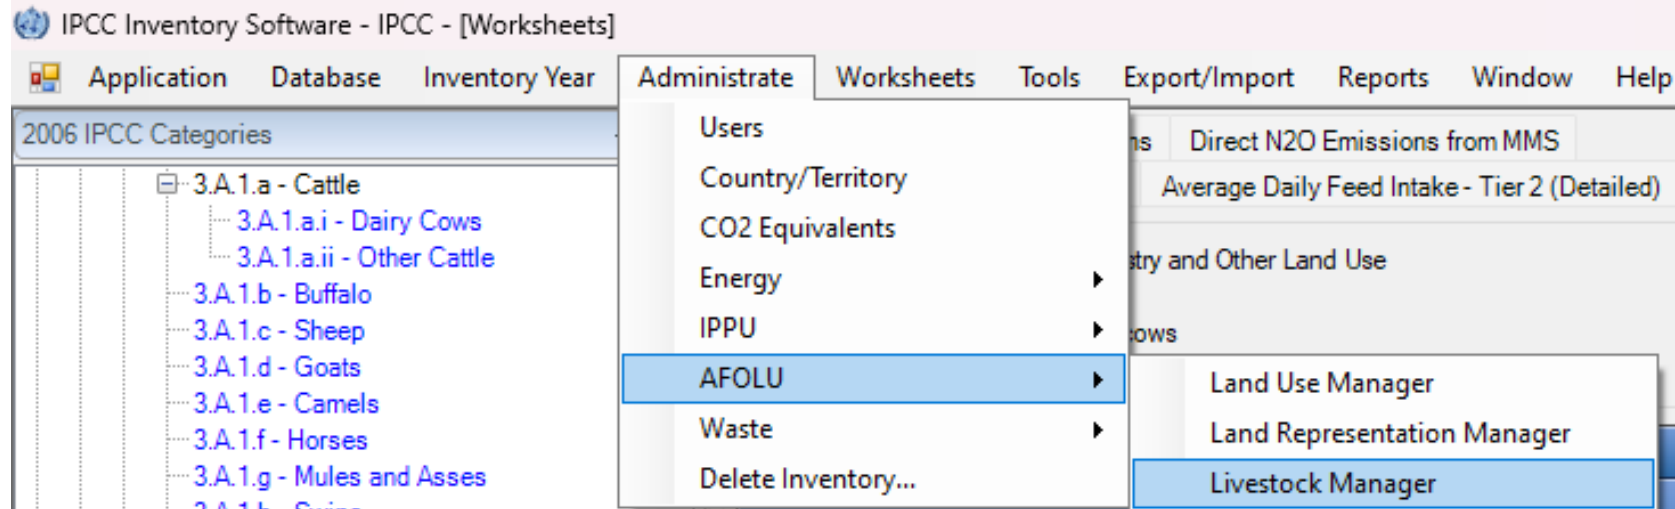 IPCC Inventory Software - IPCC - [Worksheets]
Application Database Inventory Year Administrate Worksheets Tools Export/Import Reports Window Help
2006 IPCC Categories
3.A.1.a - Cattle
3.A.1.a.i - Dairy Cows
3.A.1.a.ii - Other Cattle
3.A.1.b - Buffalo
3.A.1.c - Sheep
3.A.1.d - Goats
3.A.1.e - Camels
3.A.1.f - Horses
3.A.1.g - Mules and Asses
Users
Country/Territory
CO2 Equivalents
Energy
IPPU
AFOLU
Waste
Delete Inventory...
Direct N2O Emissions from MMS
Average Daily Feed Intake - Tier 2 (Detailed)
and Other Land Use
Land Use Manager
Land Representation Manager
Livestock Manager